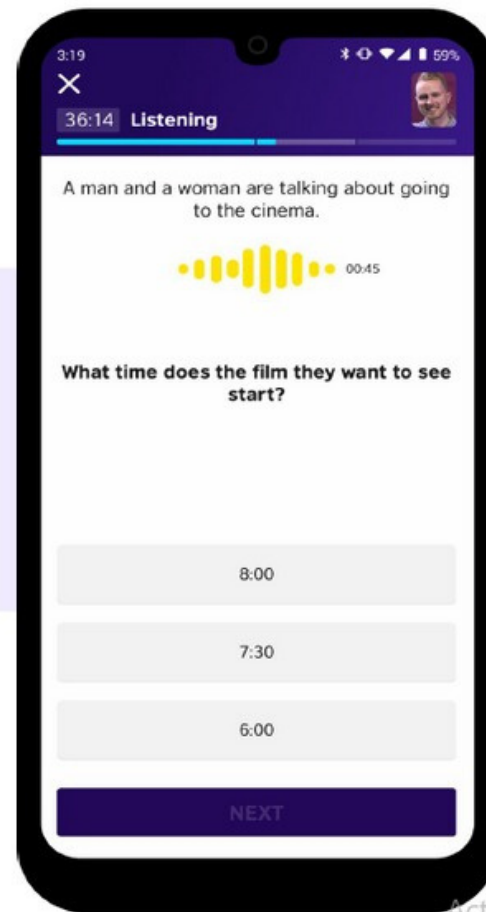 3:19
59%
36:14 Listening
A man and a woman are talking about going
to the cinema.
00:45
What time does the film they want to see
start?
8:00
7:30
6:00
NEXT
Act